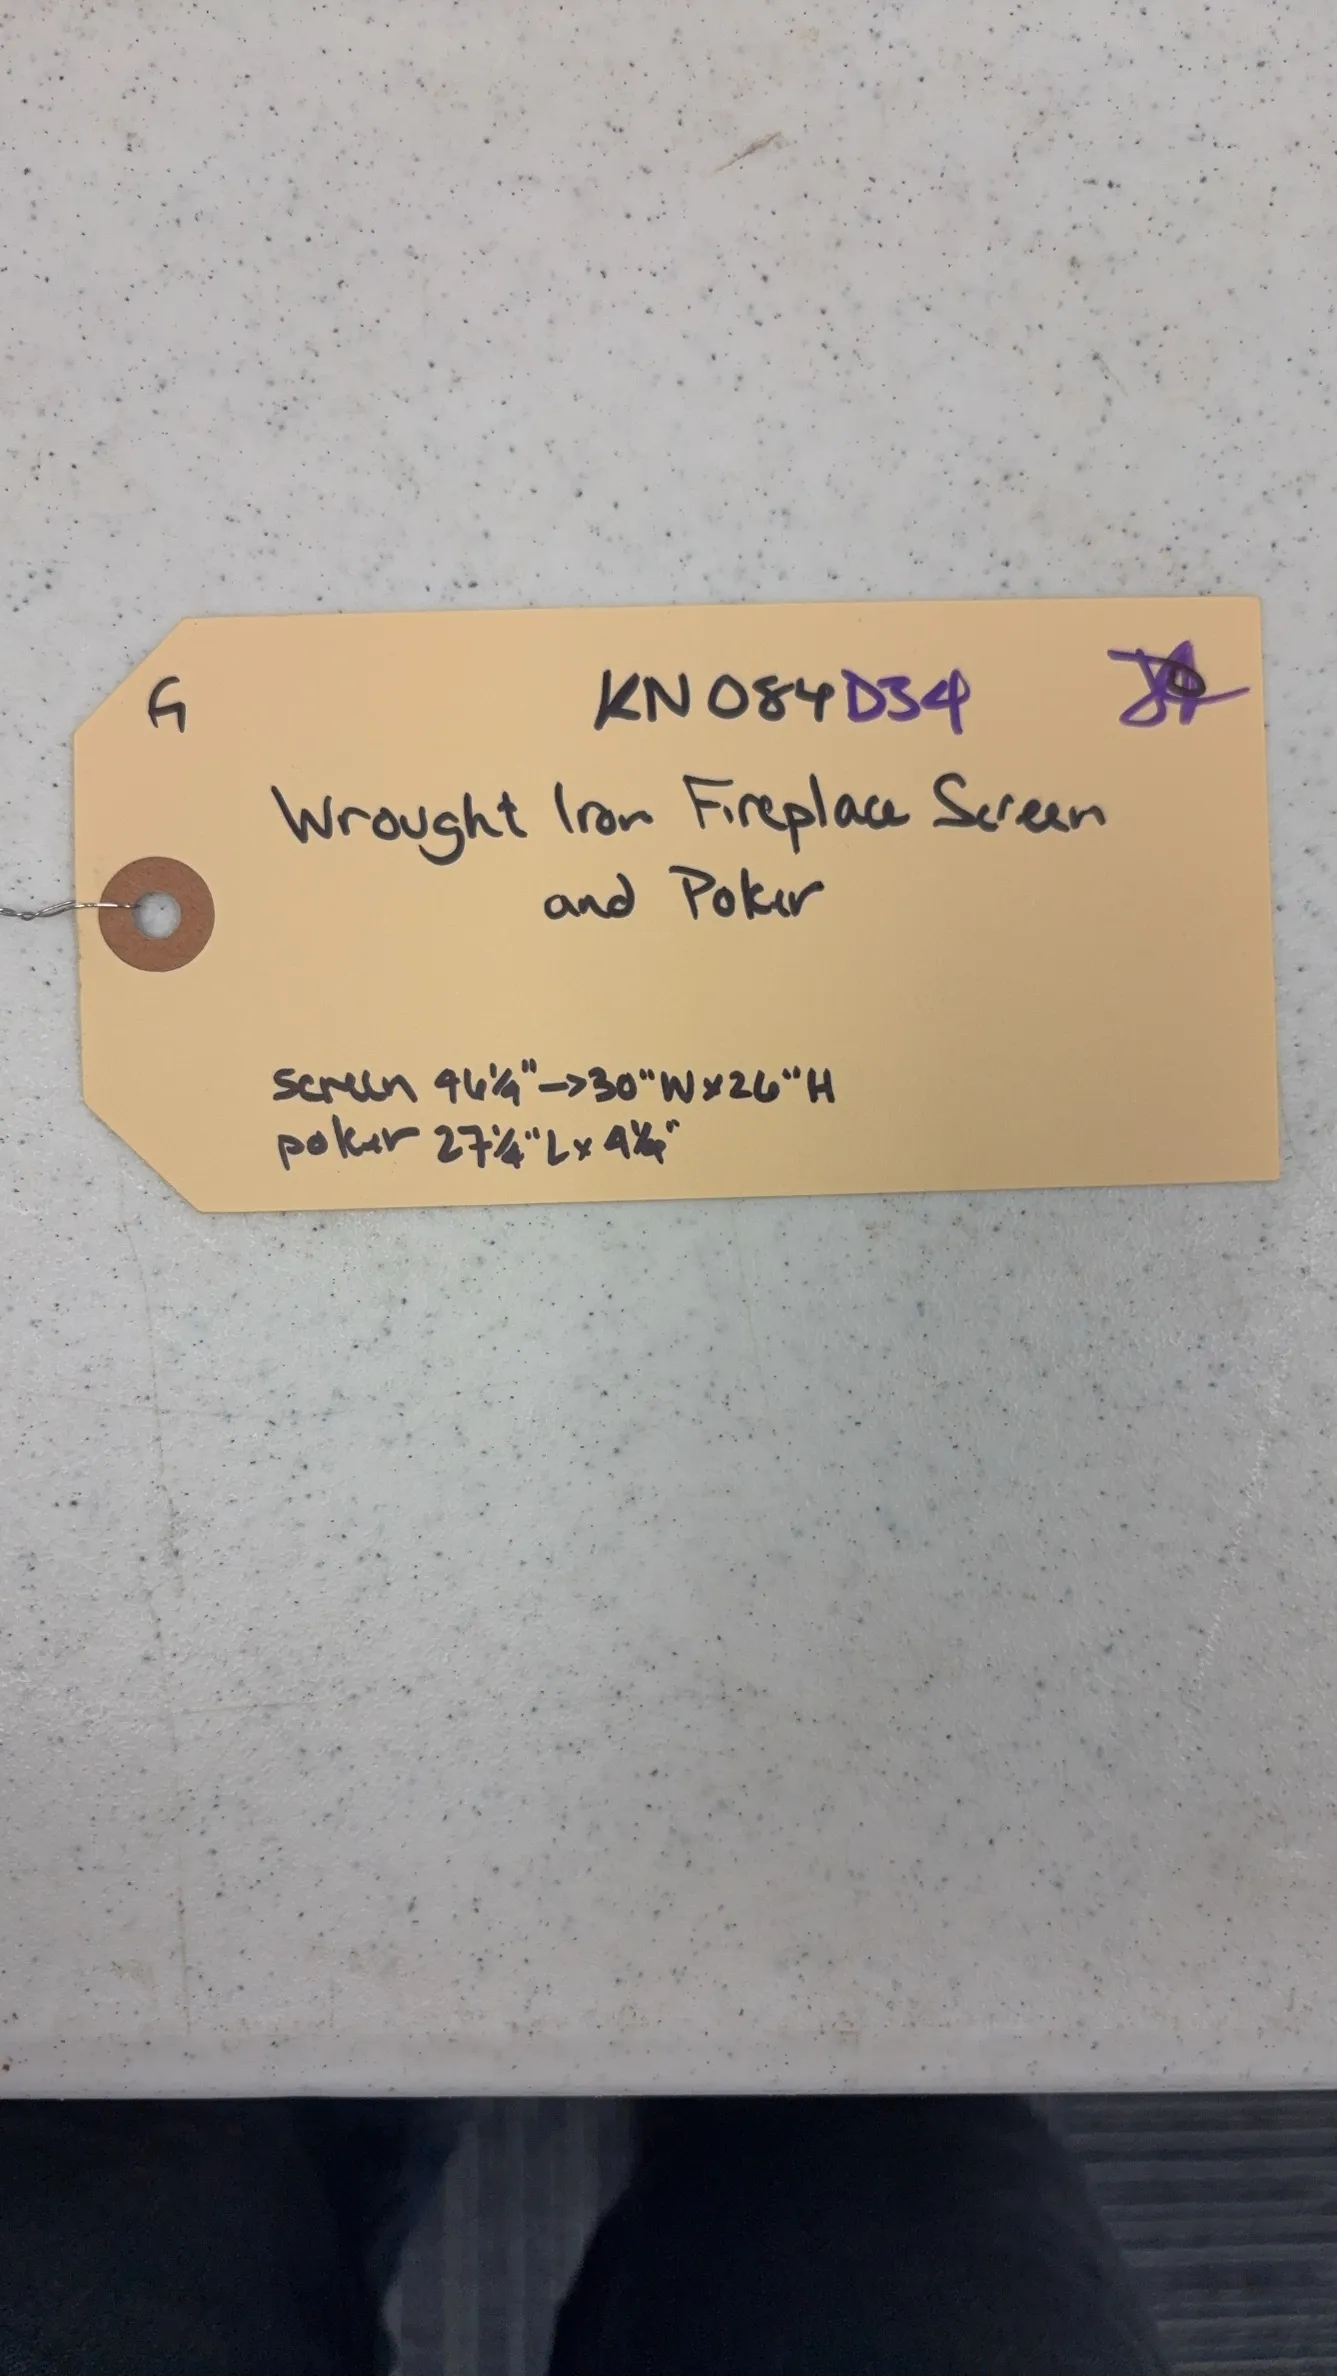 G KN084D34
Wrought Iron Fireplace Screen
and Poker
screen 46¼"->30"W x 26"H
poker 27¼"L x 4¼"